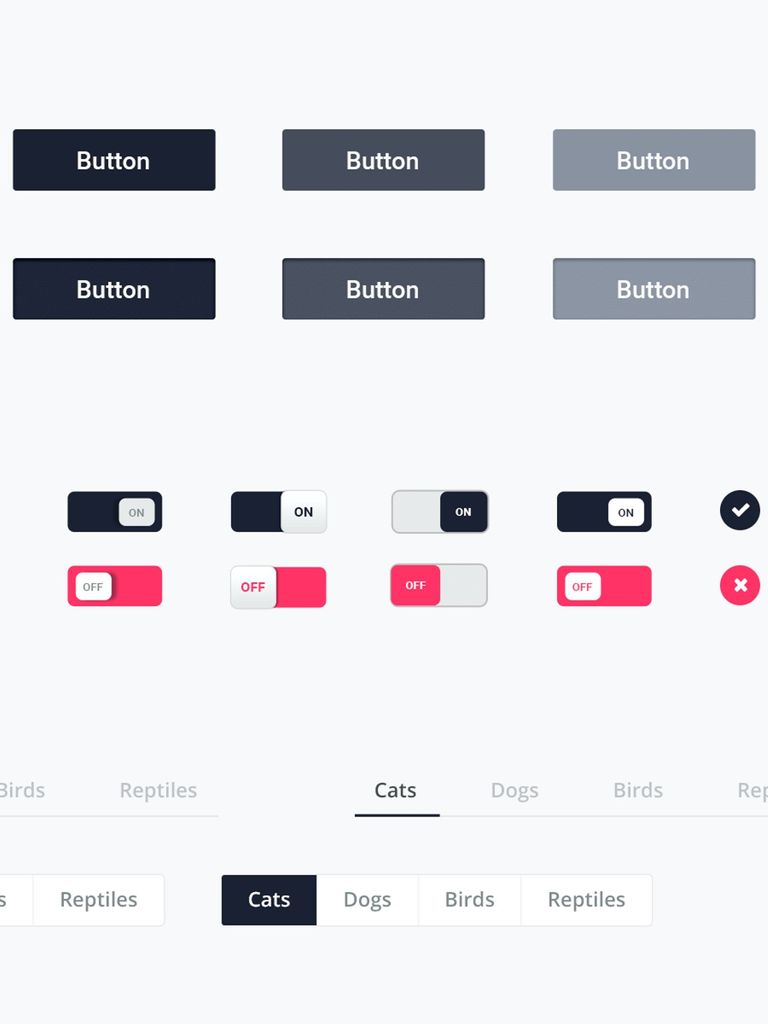 Button Button Button
Button Button Button
ON ON ON ON
OFF OFF OFF OFF
Birds Reptiles Cats Dogs Birds Rep
s Reptiles Cats Dogs Birds Reptiles